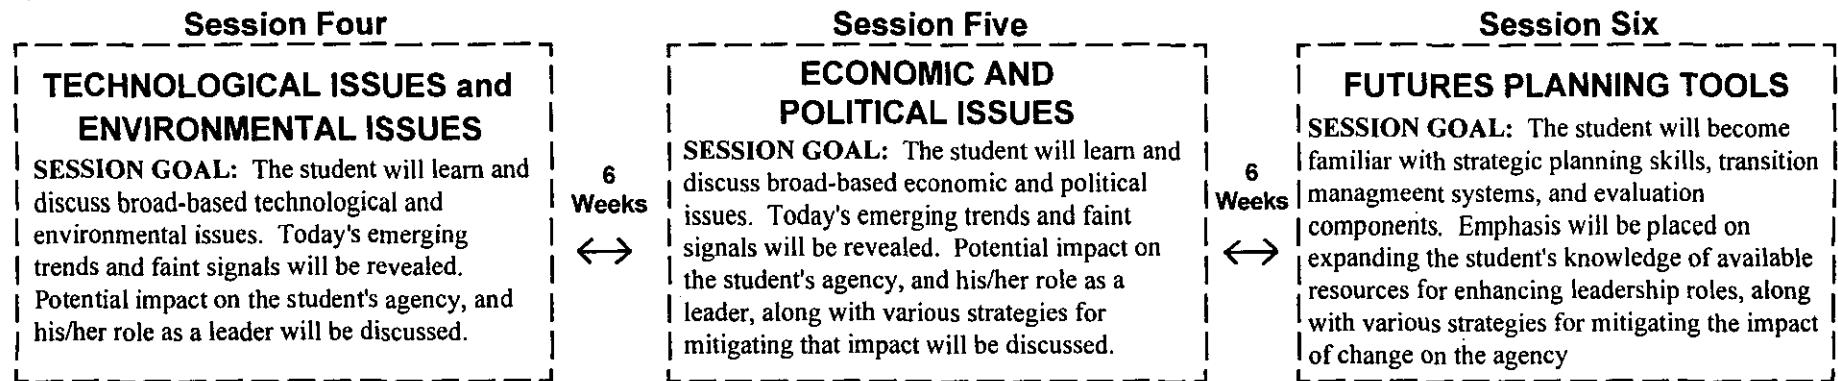 Session Four
TECHNOLOGICAL ISSUES and
ENVIRONMENTAL ISSUES
SESSION GOAL: The student will learn and
discuss broad-based technological and
environmental issues. Today's emerging
trends and faint signals will be revealed.
Potential impact on the student's agency, and
his/her role as a leader will be discussed.
6
Weeks
Session Five
ECONOMIC AND
POLITICAL ISSUES
SESSION GOAL: The student will learn and
discuss broad-based economic and political
issues. Today's emerging trends and faint
signals will be revealed. Potential impact on
the student's agency, and his/her role as a
leader, along with various strategies for
mitigating that impact will be discussed.
6
Weeks
Session Six
FUTURES PLANNING TOOLS
SESSION GOAL: The student will become
familiar with strategic planning skills, transition
managmeent systems, and evaluation
components. Emphasis will be placed on
expanding the student's knowledge of available
resources for enhancing leadership roles, along
with various strategies for mitigating the impact
of change on the agency